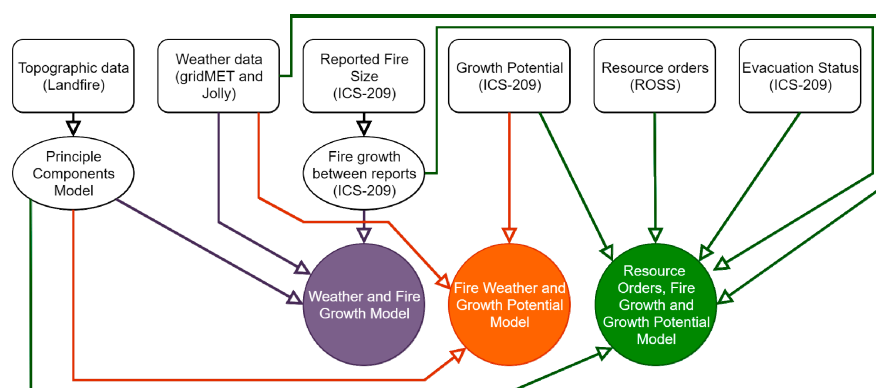 Topographic data
(Landfire)
Weather data
(gridMET and
Jolly)
Reported Fire
Size
(ICS-209)
Growth Potential
(ICS-209)
Resource orders
(ROSS)
Evacuation Status
(ICS-209)
Principle
Components
Model
Fire growth
between reports
(ICS-209)
Weather and Fire
Growth Model
Fire Weather and
Growth Potential
Model
Resource
Orders, Fire
Growth and
Growth Potential
Model